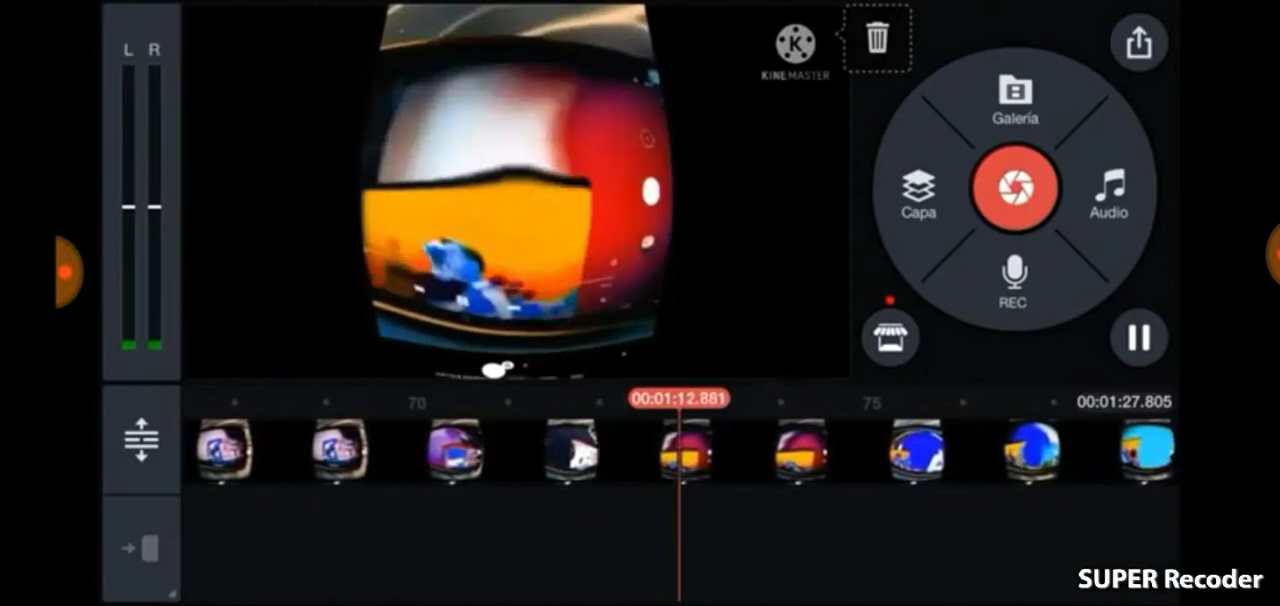 L R
KINEMASTER
Galería
Capa
Audio
REC
70
00:01:12.881
75
00:01:27.805
SUPER Recoder